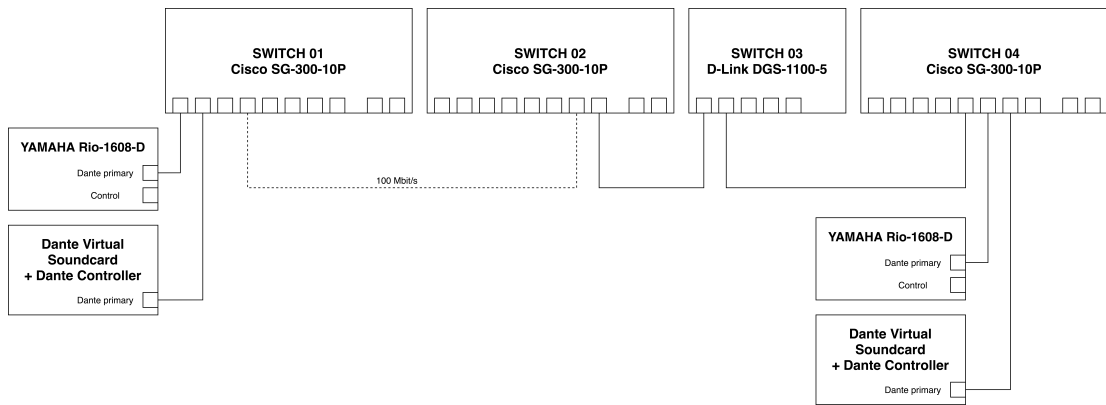 SWITCH 01
Cisco SG-300-10P
SWITCH 02
Cisco SG-300-10P
SWITCH 03
D-Link DGS-1100-5
SWITCH 04
Cisco SG-300-10P
YAMAHA Rio-1608-D
Dante primary
Control
100 Mbit/s
Dante Virtual
Soundcard
+ Dante Controller
Dante primary
YAMAHA Rio-1608-D
Dante primary
Control
Dante Virtual
Soundcard
+ Dante Controller
Dante primary